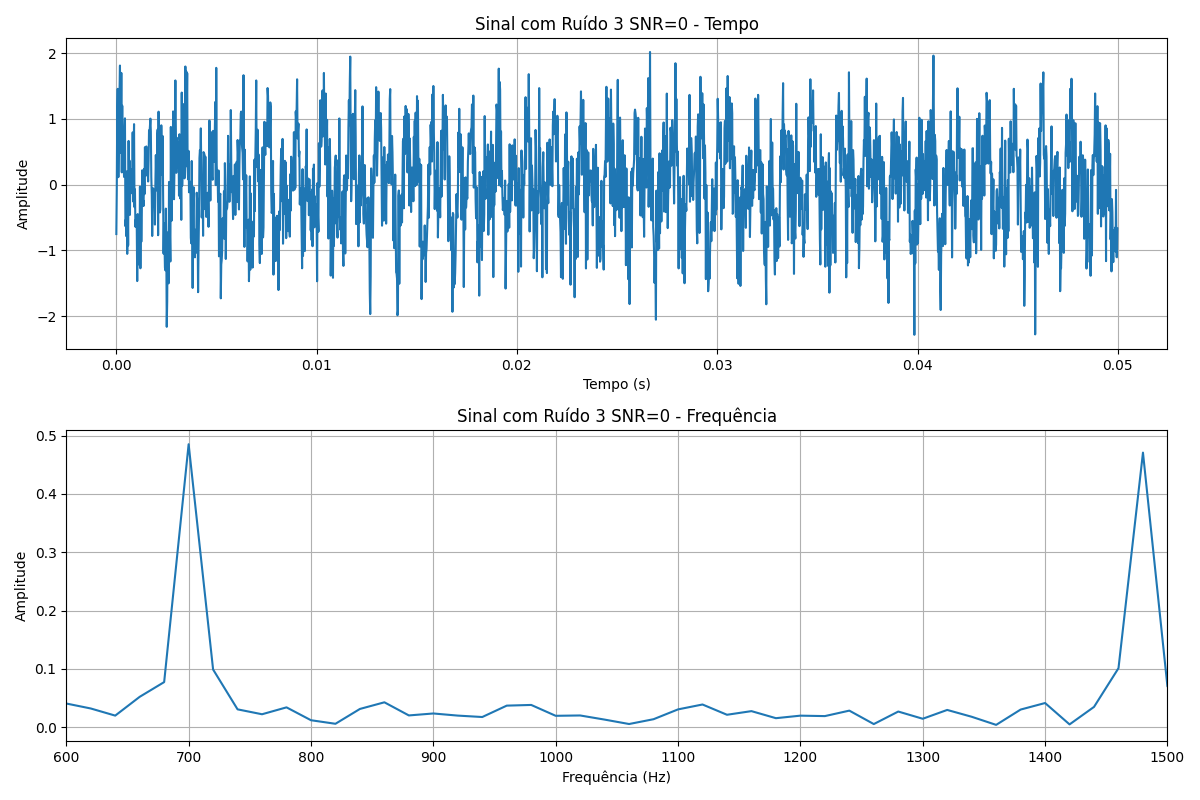 Sinal com Ruído 3 SNR=0 - Tempo
Amplitude
2
1
0
−1
−2
0.00 0.01 0.02 0.03 0.04 0.05
Tempo (s)
Sinal com Ruído 3 SNR=0 - Frequência
Amplitude
0.5
0.4
0.3
0.2
0.1
0.0
600 700 800 900 1000 1100 1200 1300 1400 1500
Frequência (Hz)